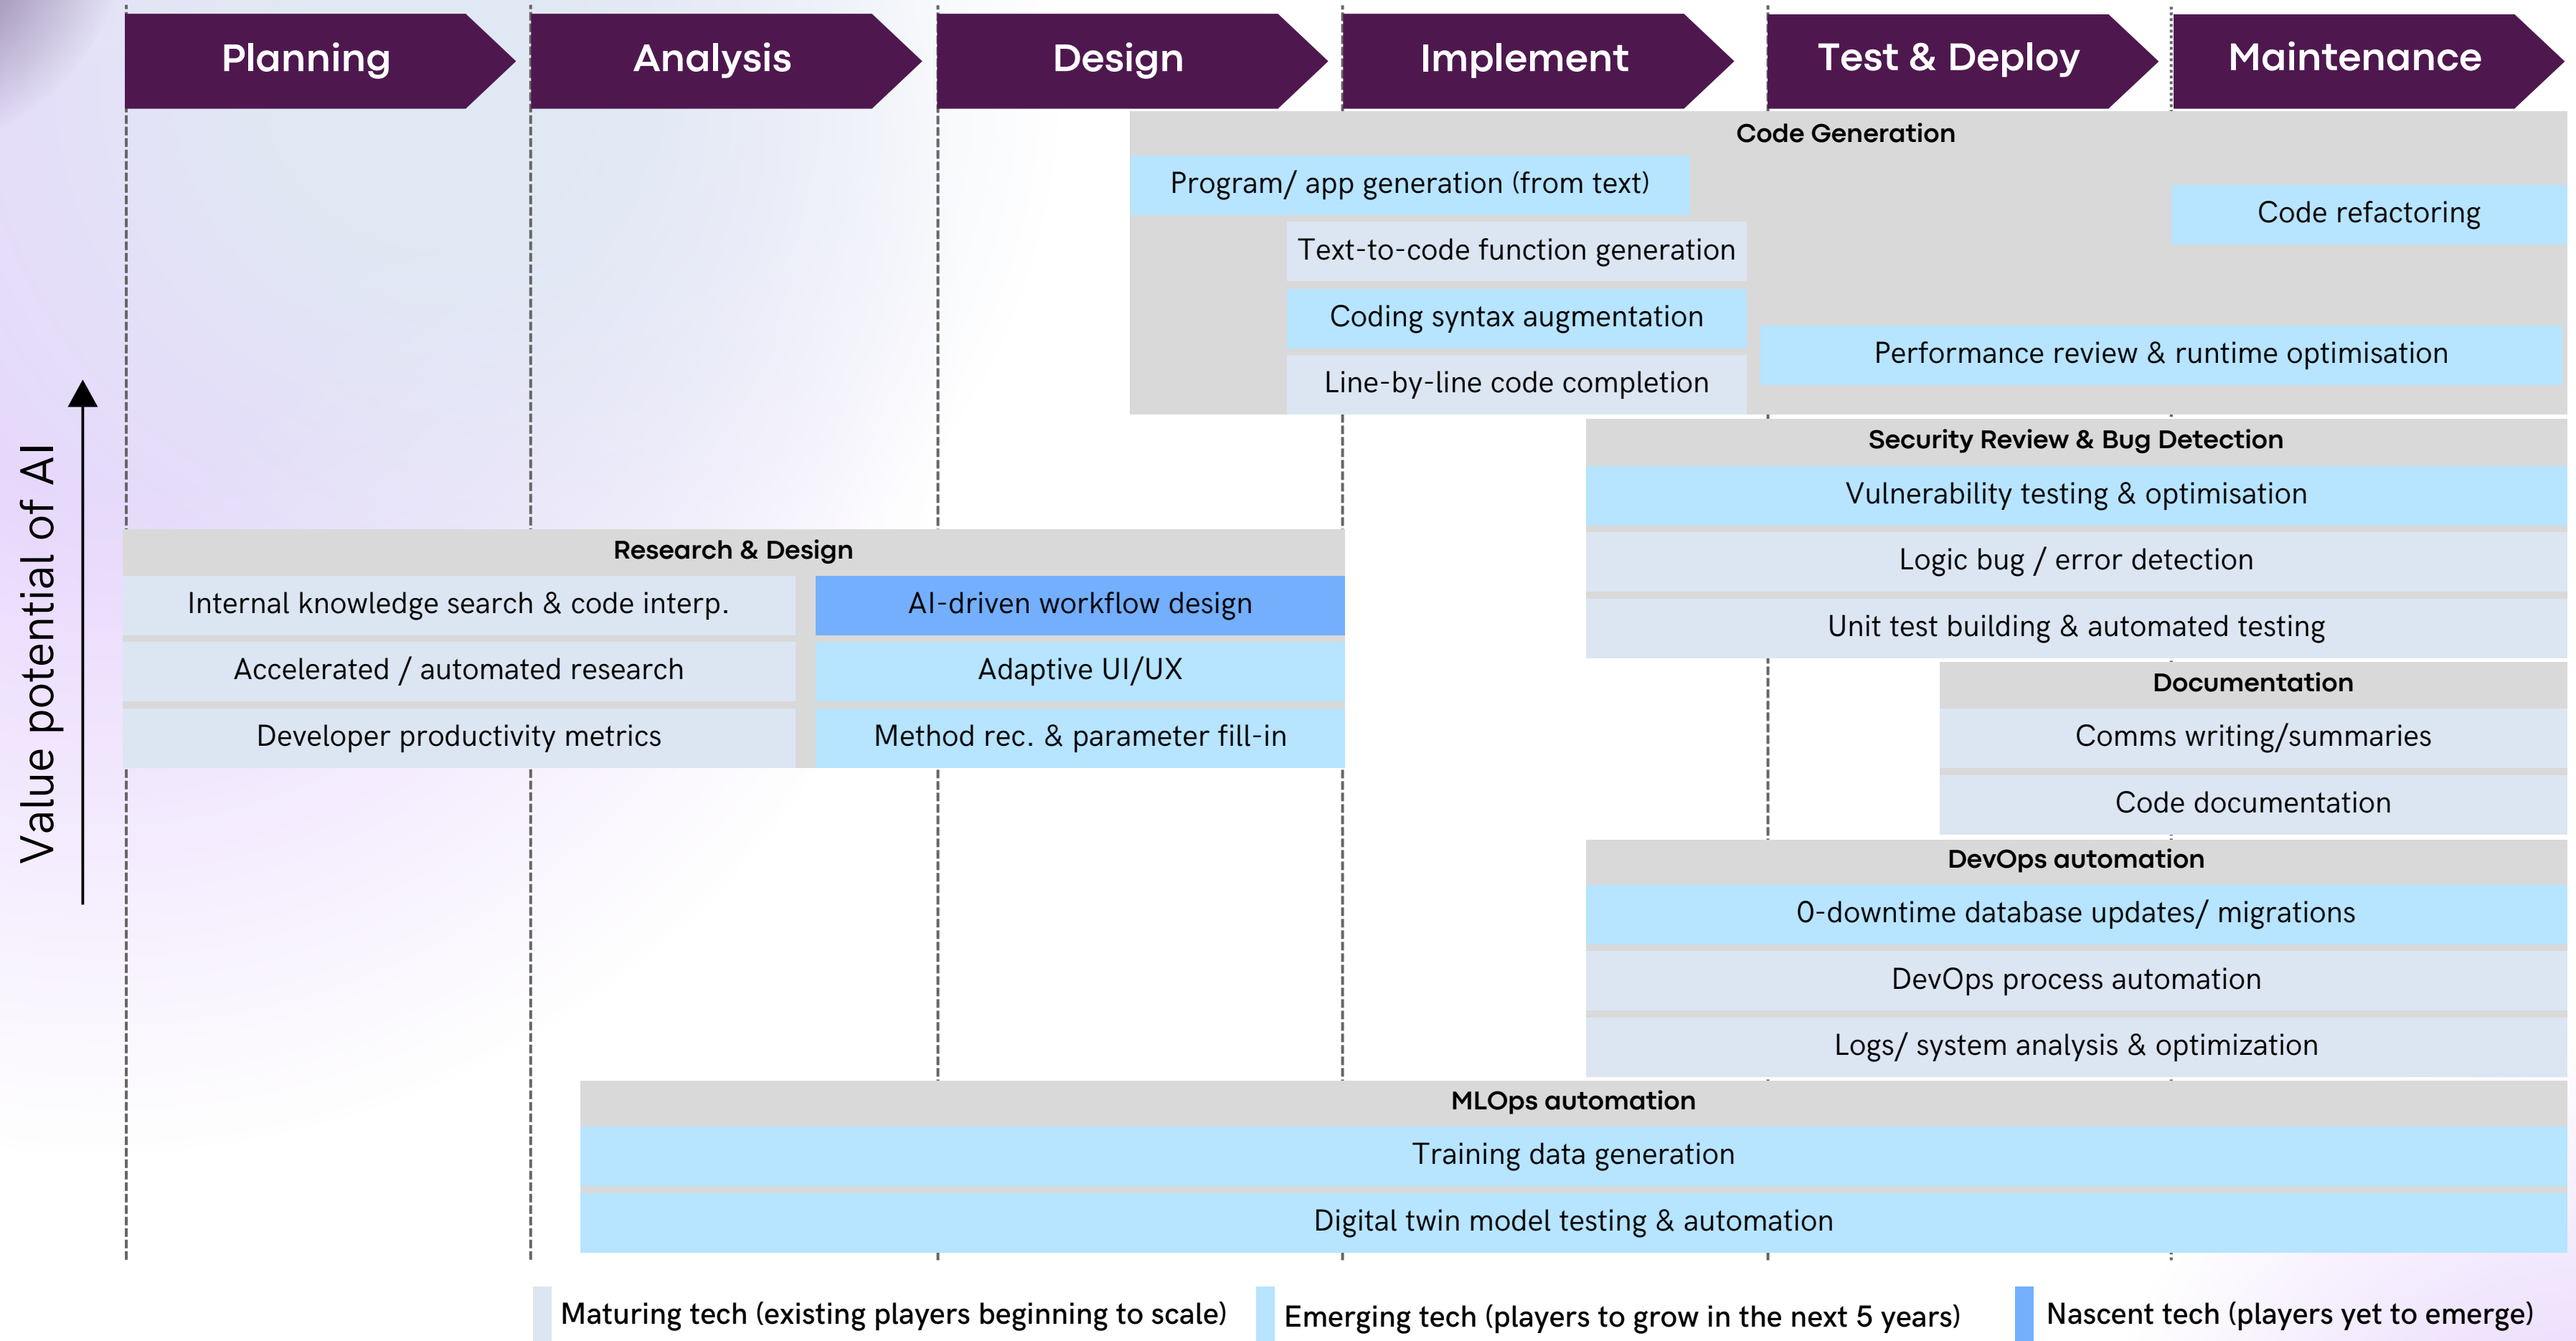 Planning
Analysis
Design
Implement
Test & Deploy
Maintenance
Value potential of AI
Code Generation
Program/ app generation (from text)
Code refactoring
Text-to-code function generation
Coding syntax augmentation
Performance review & runtime optimisation
Line-by-line code completion
Security Review & Bug Detection
Vulnerability testing & optimisation
Logic bug / error detection
Unit test building & automated testing
Research & Design
Internal knowledge search & code interp.
AI-driven workflow design
Accelerated / automated research
Adaptive UI/UX
Developer productivity metrics
Method rec. & parameter fill-in
Documentation
Comms writing/summaries
Code documentation
DevOps automation
0-downtime database updates/ migrations
DevOps process automation
Logs/ system analysis & optimization
MLOps automation
Training data generation
Digital twin model testing & automation
Maturing tech (existing players beginning to scale)
Emerging tech (players to grow in the next 5 years)
Nascent tech (players yet to emerge)